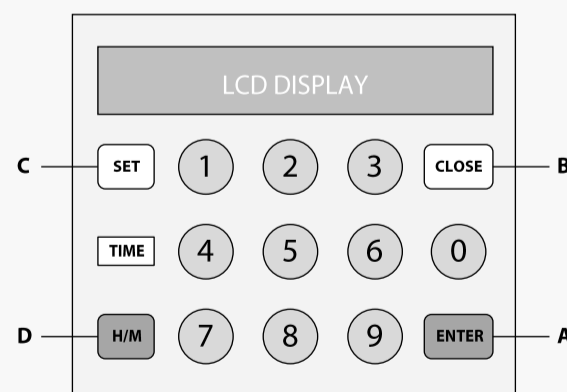 LCD DISPLAY
C SET 1 2 3 CLOSE B
TIME 4 5 6 0
D H/M 7 8 9 ENTER A